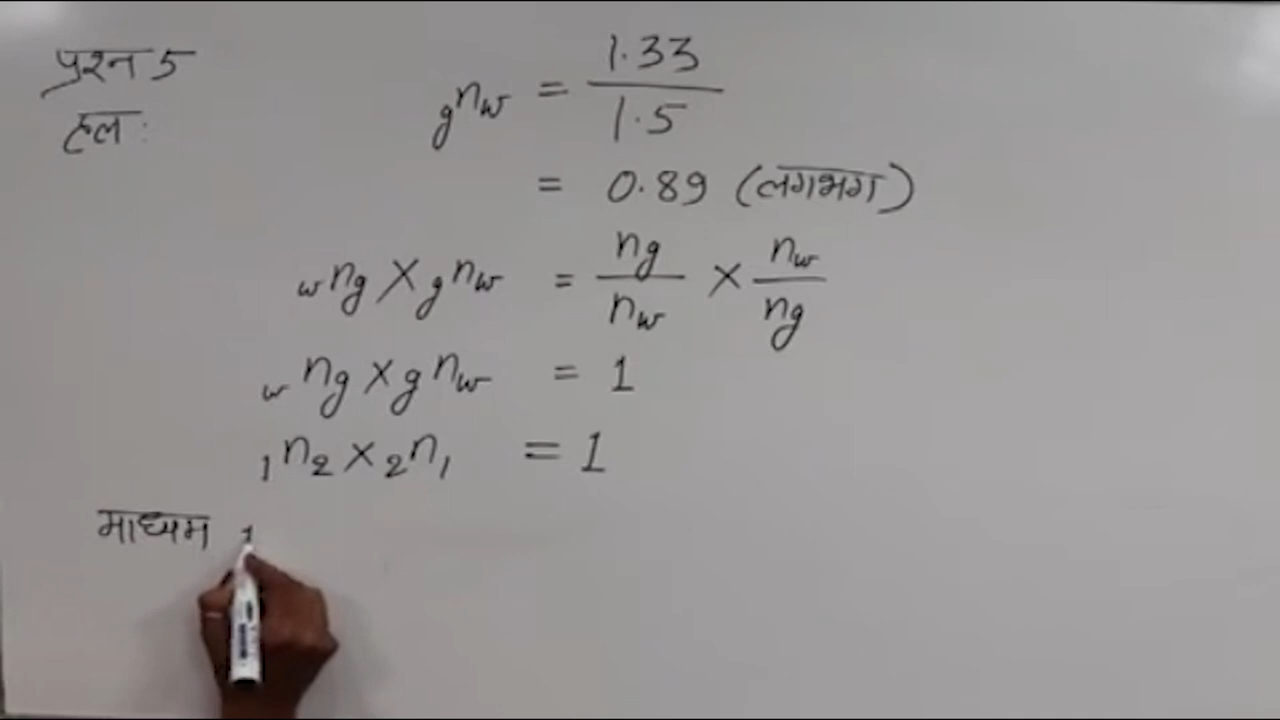 प्रश्न 5
हल :
gnw = 1.33/1.5
= 0.89 (लगभग)
wng × gnw = ng/nw × nw/ng
wng × gnw = 1
1n2 × 2n1 = 1
माध्यम 1